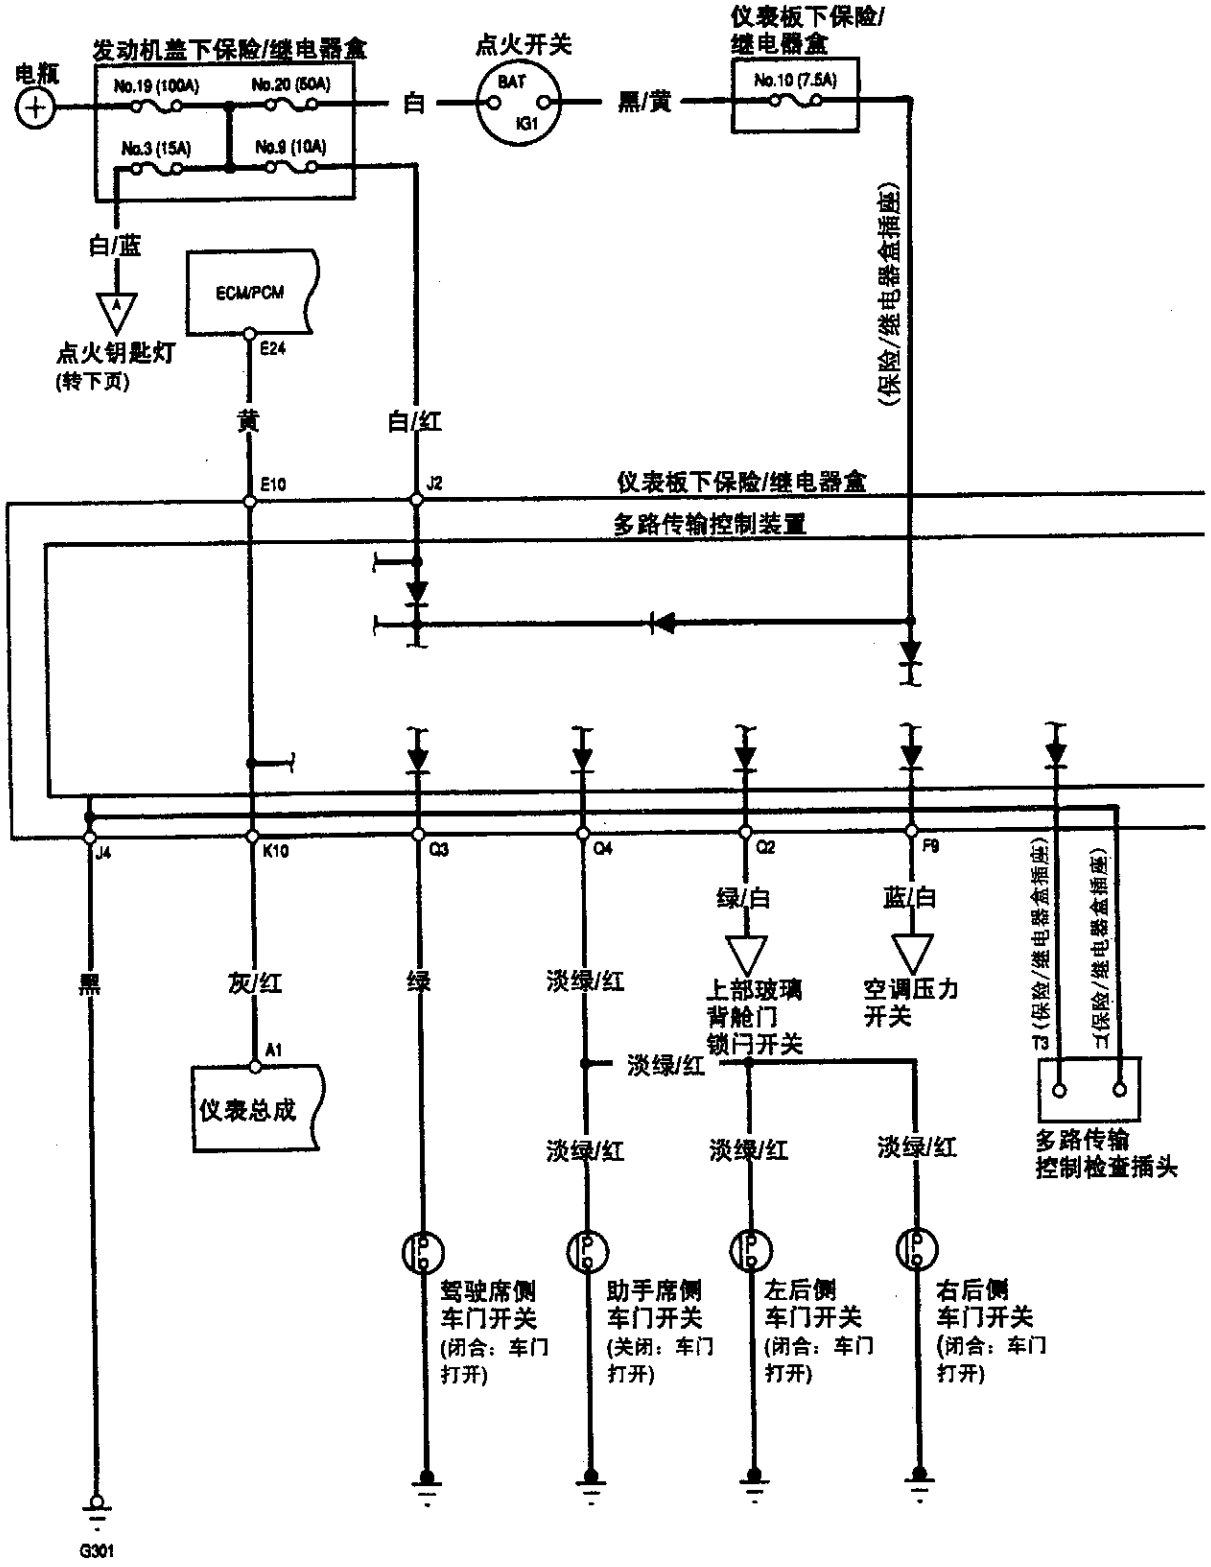 仪表板下保险/
继电器盒
发动机盖下保险/继电器盒
点火开关
电瓶
No.19 (100A)
No.20 (50A)
白
BAT
IG1
黑/黄
No.10 (7.5A)
No.3 (15A)
No.9 (10A)
白/蓝
A
点火钥匙灯
(转下页)
ECM/PCM
E24
黄
白/红
(保险/继电器盒插座)
E10
J2
仪表板下保险/继电器盒
多路传输控制装置
J4
K10
Q3
Q4
Q2
F9
绿/白
蓝/白
黑
灰/红
绿
淡绿/红
上部玻璃
背舱门
锁闩开关
空调压力
开关
T3 (保险/继电器盒插座)
(保险/继电器盒插座)
A1
仪表总成
淡绿/红
淡绿/红
淡绿/红
淡绿/红
多路传输
控制检查插头
驾驶席侧
车门开关
(闭合：车门
打开)
助手席侧
车门开关
(关闭：车门
打开)
左后侧
车门开关
(闭合：车门
打开)
右后侧
车门开关
(闭合：车门
打开)
G301